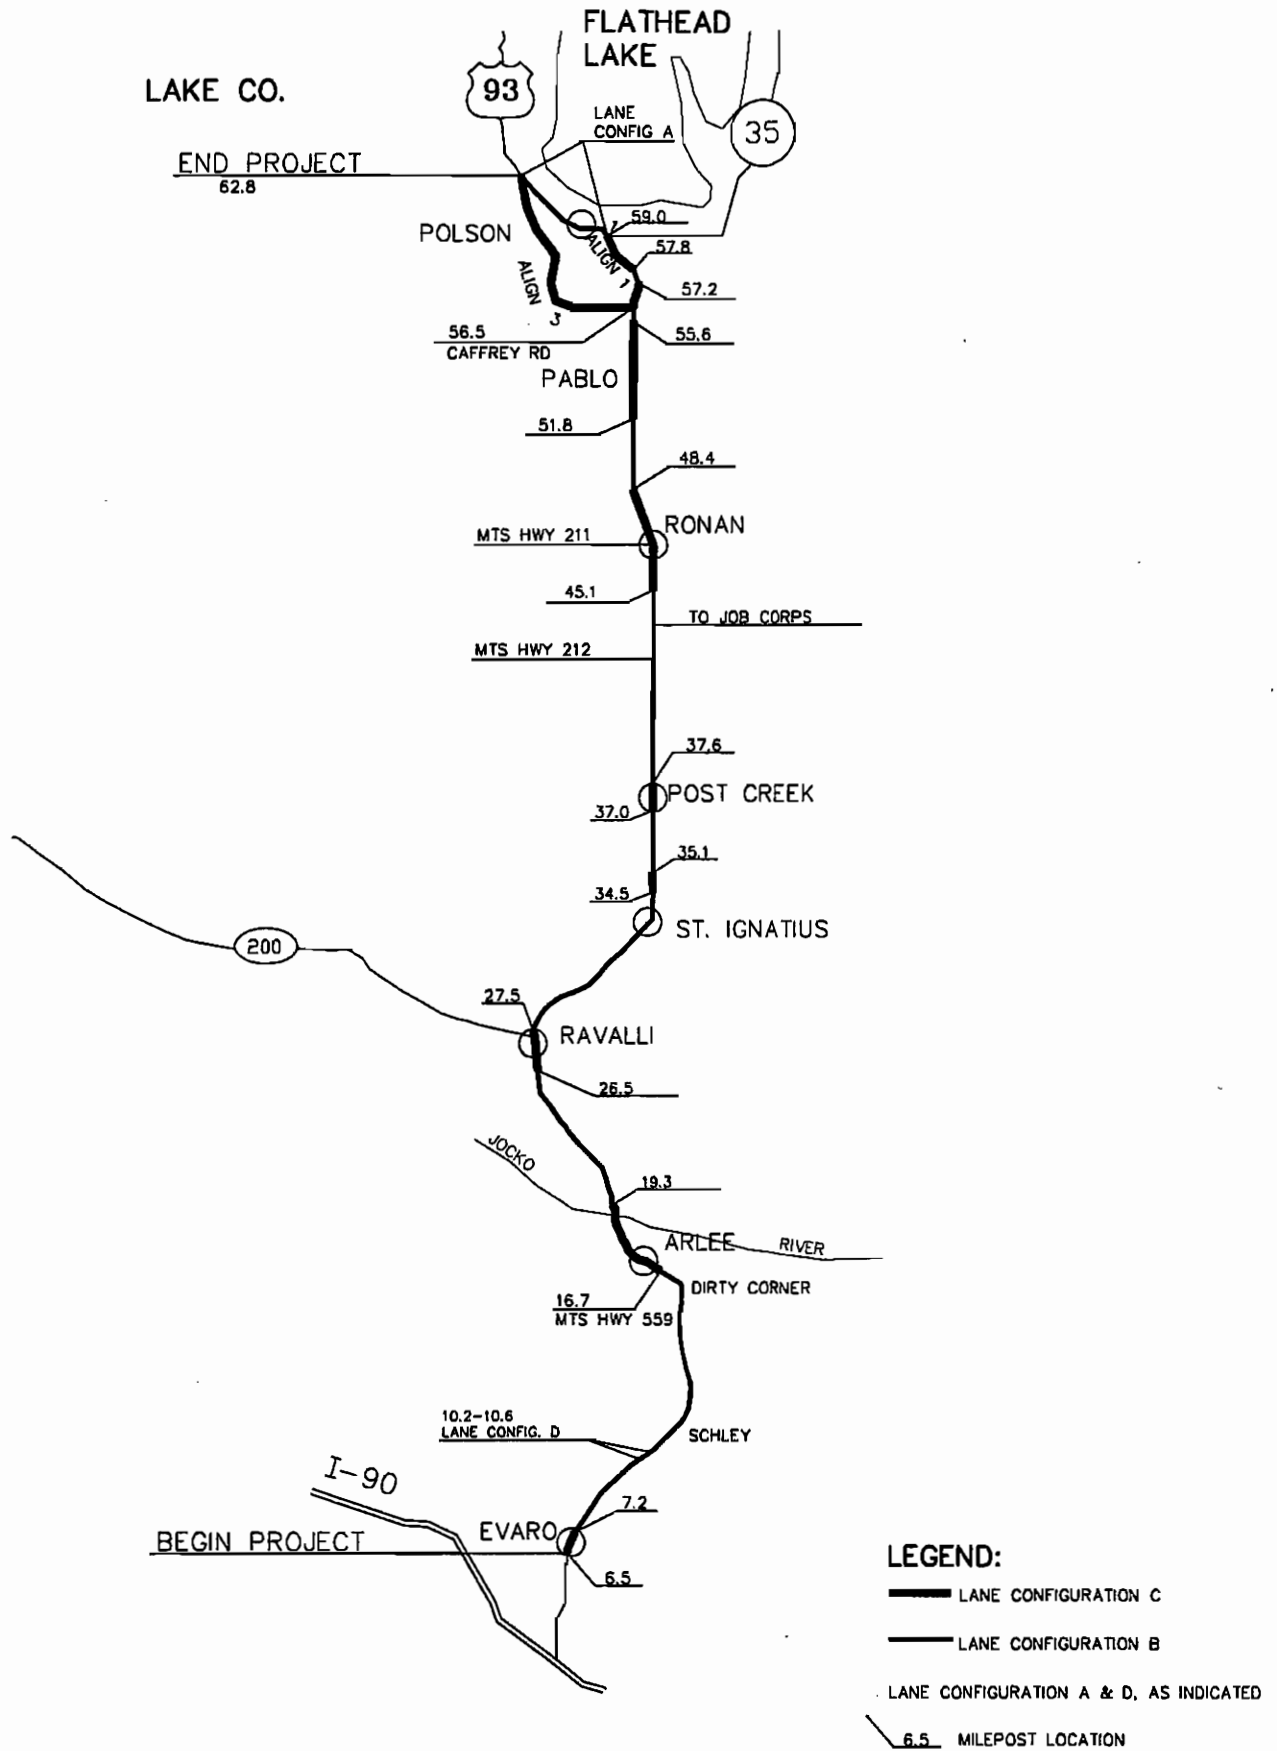 FLATHEAD
LAKE
LAKE CO.
93
LANE
CONFIG A
35
END PROJECT
62.8
59.0
POLSON
1
ALIGN 1
57.8
ALIGN 3
57.2
56.5
CAFFREY RD
55.6
PABLO
51.8
48.4
RONAN
MTS HWY 211
45.1
TO JOB CORPS
MTS HWY 212
37.6
POST CREEK
37.0
35.1
34.5
ST. IGNATIUS
200
27.5
RAVALLI
26.5
JOCKO
19.3
ARLEE
RIVER
DIRTY CORNER
16.7
MTS HWY 559
10.2-10.6
LANE CONFIG. D
SCHLEY
I-90
7.2
EVARO
BEGIN PROJECT
6.5
LEGEND:
LANE CONFIGURATION C
LANE CONFIGURATION B
LANE CONFIGURATION A & D, AS INDICATED
6.5 MILEPOST LOCATION